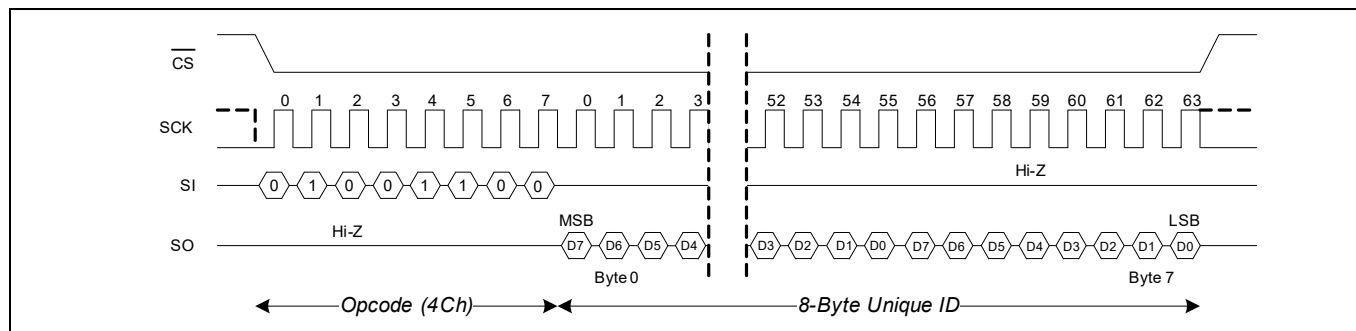 CS
0 1 2 3 4 5 6 7 0 1 2 3 52 53 54 55 56 57 58 59 60 61 62 63
SCK
Hi-Z
SI 0 1 0 0 1 1 0 0
MSB LSB
Hi-Z
SO D7 D6 D5 D4 D3 D2 D1 D0 D7 D6 D5 D4 D3 D2 D1 D0
Byte 0 Byte 7
Opcode (4Ch) 8-Byte Unique ID